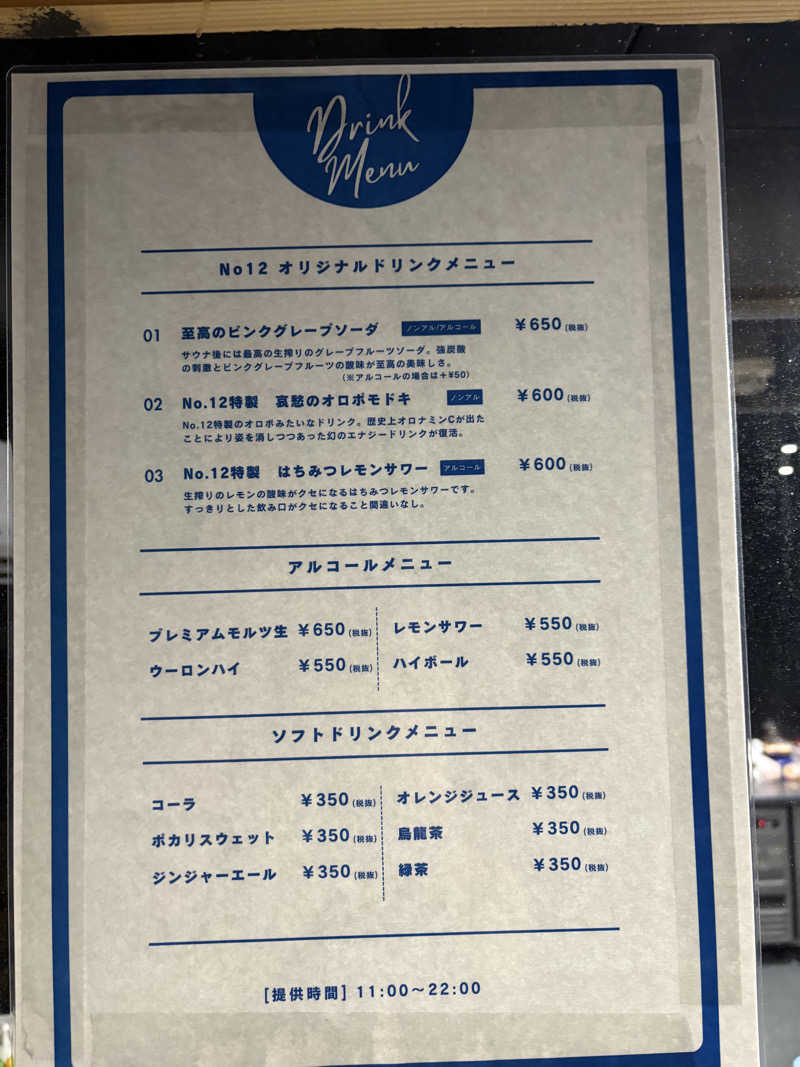 Drink
Menu
No12 オリジナルドリンクメニュー
01 至高のピンクグレープソーダ ノンアル/アルコール ¥650(税抜)
サウナ後には最高の生搾りのグレープフルーツソーダ。強炭酸
の刺激とピンクグレープフルーツの酸味が至高の美味しさ。
(※アルコールの場合は+¥50)
02 No.12特製 哀愁のオロポモドキ ノンアル ¥600(税抜)
No.12特製のオロポみたいなドリンク。歴史上オロナミンCが出た
ことにより姿を消しつつあった幻のエナジードリンクが復活。
03 No.12特製 はちみつレモンサワー アルコール ¥600(税抜)
生搾りのレモンの酸味がクセになるはちみつレモンサワーです。
すっきりとした飲み口がクセになること間違いなし。
アルコールメニュー
プレミアムモルツ生 ¥650(税抜) レモンサワー ¥550(税抜)
ウーロンハイ ¥550(税抜) ハイボール ¥550(税抜)
ソフトドリンクメニュー
コーラ ¥350(税抜) オレンジジュース ¥350(税抜)
ポカリスウェット ¥350(税抜) 烏龍茶 ¥350(税抜)
ジンジャーエール ¥350(税抜) 緑茶 ¥350(税抜)
[提供時間] 11:00〜22:00